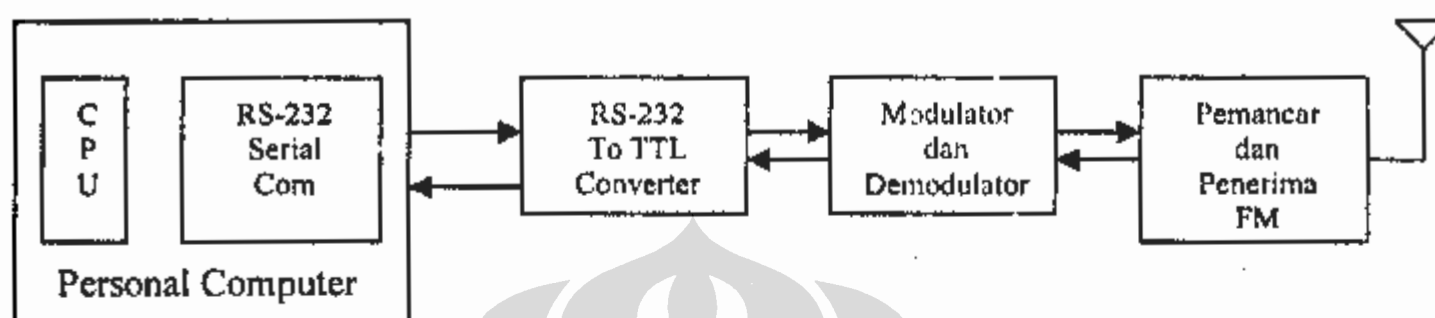 C
P
U
RS-232
Serial
Com
Personal Computer
RS-232
To TTL
Converter
Modulator
dan
Demodulator
Pemancar
dan
Penerima
FM